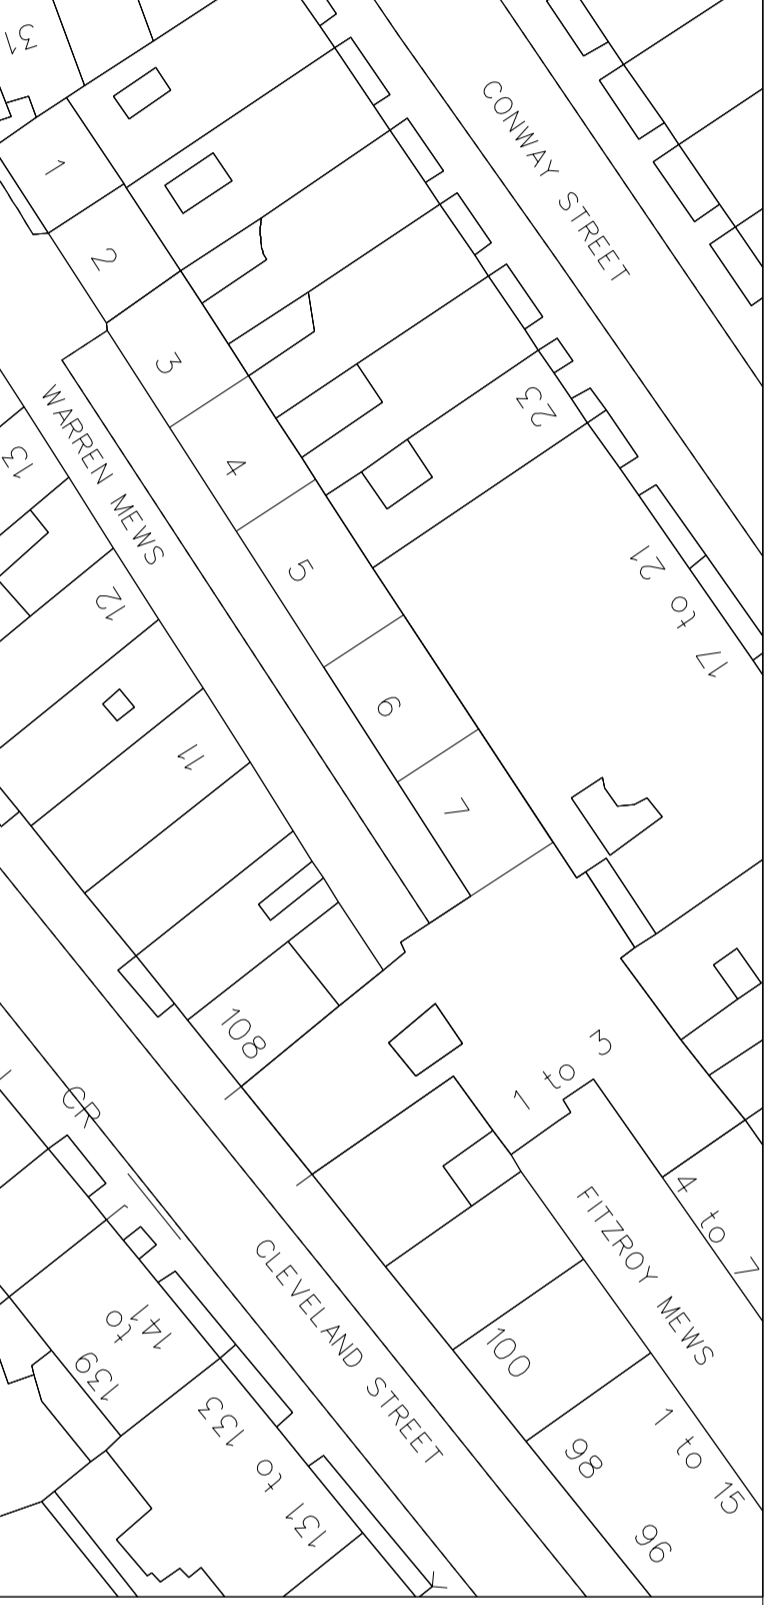 31
CONWAY STREET
1
2
3
23
WARREN MEWS
4
13
5
17 to 21
12
6
11
7
108
1 to 3
CR
4 to 7
FITZROY MEWS
CLEVELAND STREET
139 to 141
100
131 to 133
1 to 15
98
96